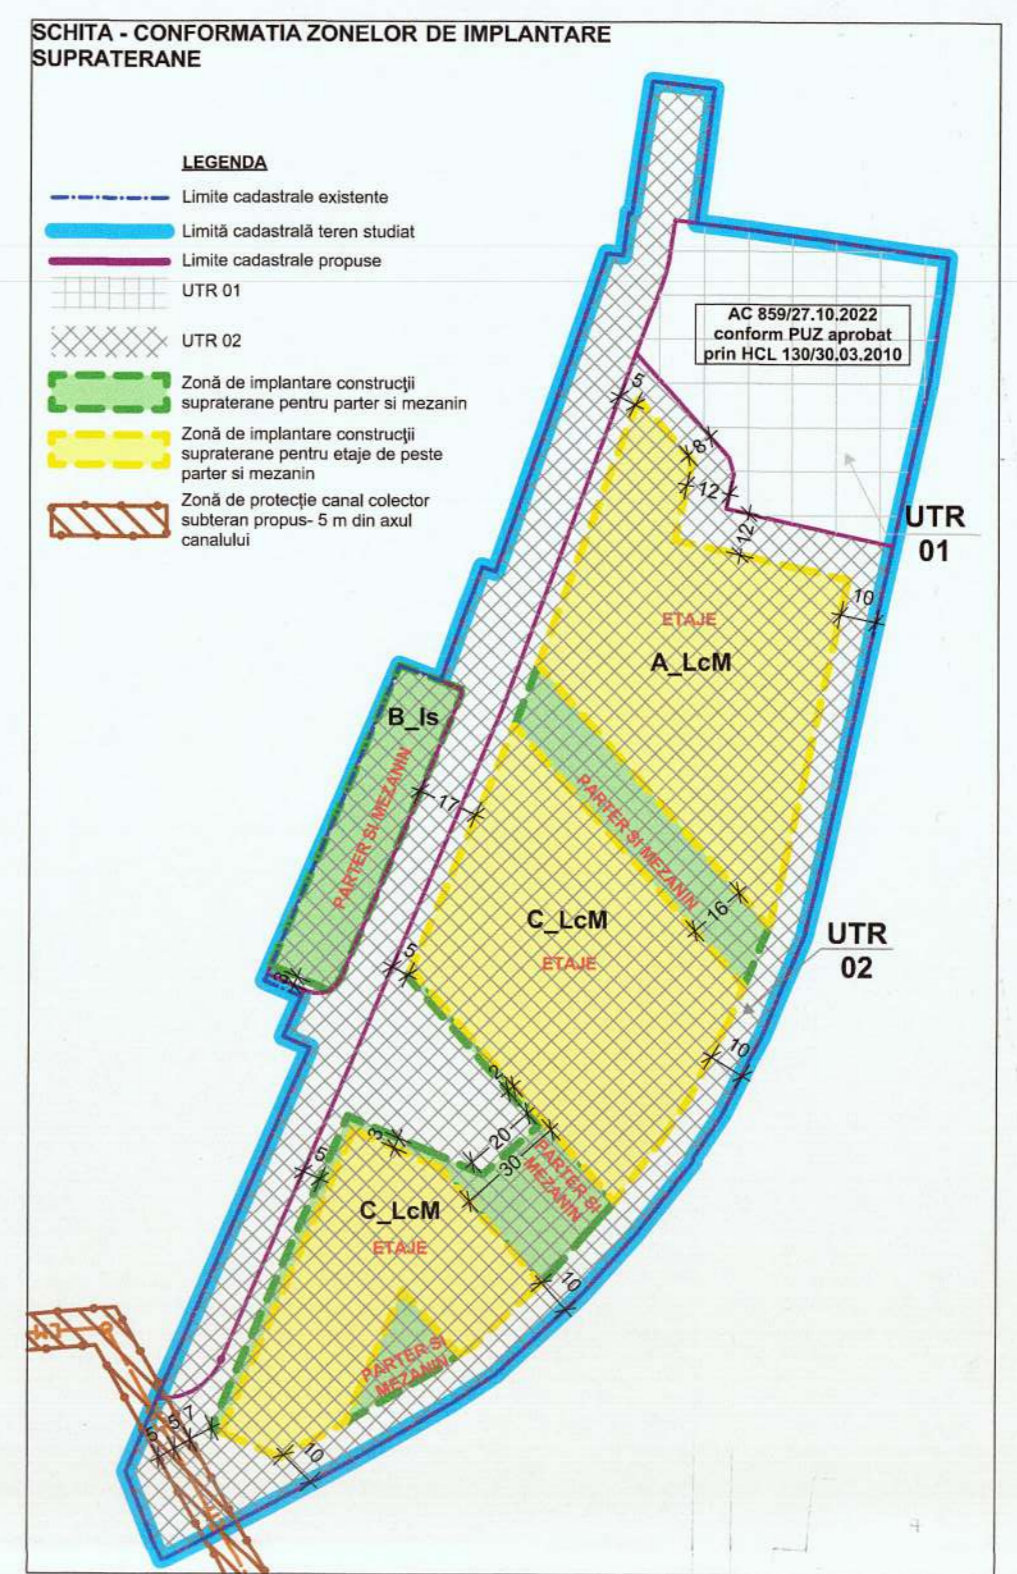 SCHITA - CONFORMATIA ZONELOR DE IMPLANTARE
SUPRATERANE
LEGENDA
Limite cadastrale existente
Limită cadastrală teren studiat
Limite cadastrale propuse
UTR 01
UTR 02
Zonă de implantare construcţii
supraterane pentru parter si mezanin
Zonă de implantare construcţii
supraterane pentru etaje de peste
parter si mezanin
Zonă de protecţie canal colector
subteran propus- 5 m din axul
canalului
AC 859/27.10.2022
conform PUZ aprobat
prin HCL 130/30.03.2010
5
8
12
12
UTR
01
10
ETAJE
A_LcM
B_Is
PARTER SI MEZANIN
17
PARTER SI MEZANIN
16
C_LcM
ETAJE
UTR
02
5
3
10
2
20
30
PARTER SI
MEZANIN
3
5
C_LcM
ETAJE
10
PARTER SI
MEZANIN
5
7
10